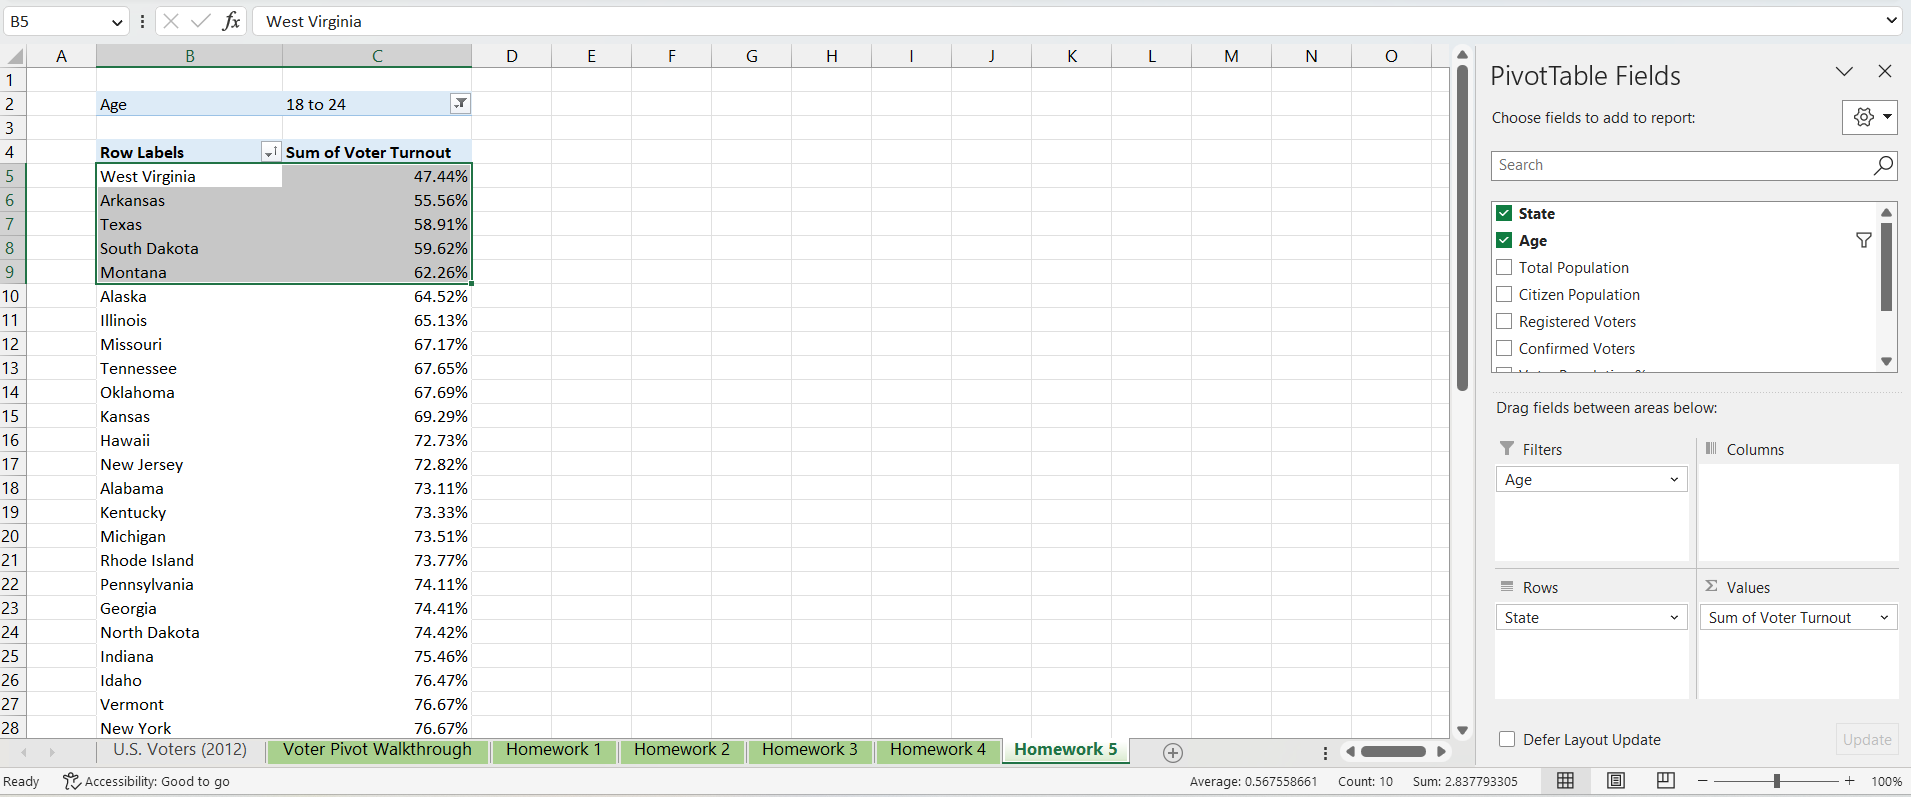 B5 fx West Virginia
A B C D E F G H I J K L M N O
1
2 Age 18 to 24
3
4 Row Labels Sum of Voter Turnout
5 West Virginia 47.44%
6 Arkansas 55.56%
7 Texas 58.91%
8 South Dakota 59.62%
9 Montana 62.26%
10 Alaska 64.52%
11 Illinois 65.13%
12 Missouri 67.17%
13 Tennessee 67.65%
14 Oklahoma 67.69%
15 Kansas 69.29%
16 Hawaii 72.73%
17 New Jersey 72.82%
18 Alabama 73.11%
19 Kentucky 73.33%
20 Michigan 73.51%
21 Rhode Island 73.77%
22 Pennsylvania 74.11%
23 Georgia 74.41%
24 North Dakota 74.42%
25 Indiana 75.46%
26 Idaho 76.47%
27 Vermont 76.67%
28 New York 76.67%
U.S. Voters (2012) Voter Pivot Walkthrough Homework 1 Homework 2 Homework 3 Homework 4 Homework 5
Ready Accessibility: Good to go Average: 0.567558661 Count: 10 Sum: 2.837793305 100%
PivotTable Fields
Choose fields to add to report:
Search
State
Age
Total Population
Citizen Population
Registered Voters
Confirmed Voters
Drag fields between areas below:
Filters Columns
Age
Rows Σ Values
State Sum of Voter Turnout
Defer Layout Update Update